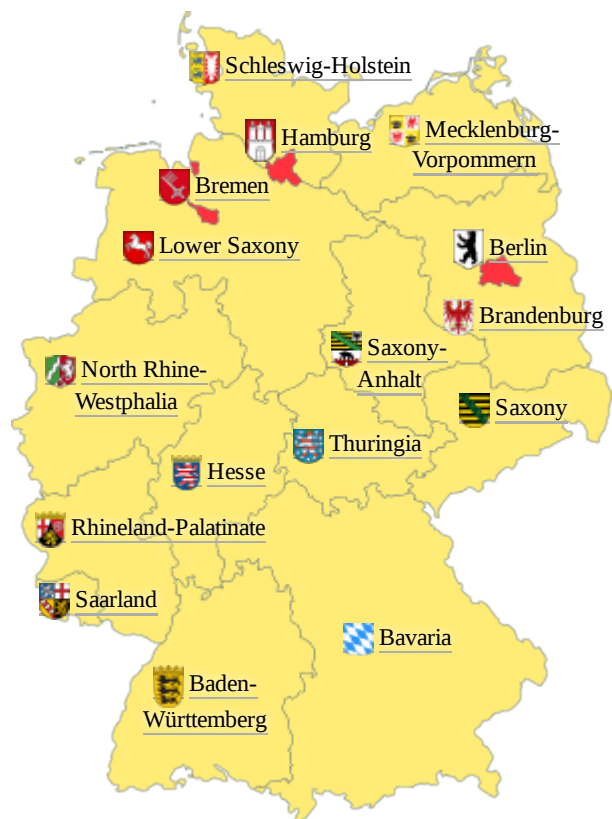 Schleswig-Holstein
Hamburg
Mecklenburg-
Vorpommern
Bremen
Lower Saxony
Berlin
Brandenburg
North Rhine-
Westphalia
Saxony-
Anhalt
Saxony
Hesse
Thuringia
Rhineland-Palatinate
Saarland
Bavaria
Baden-
Württemberg